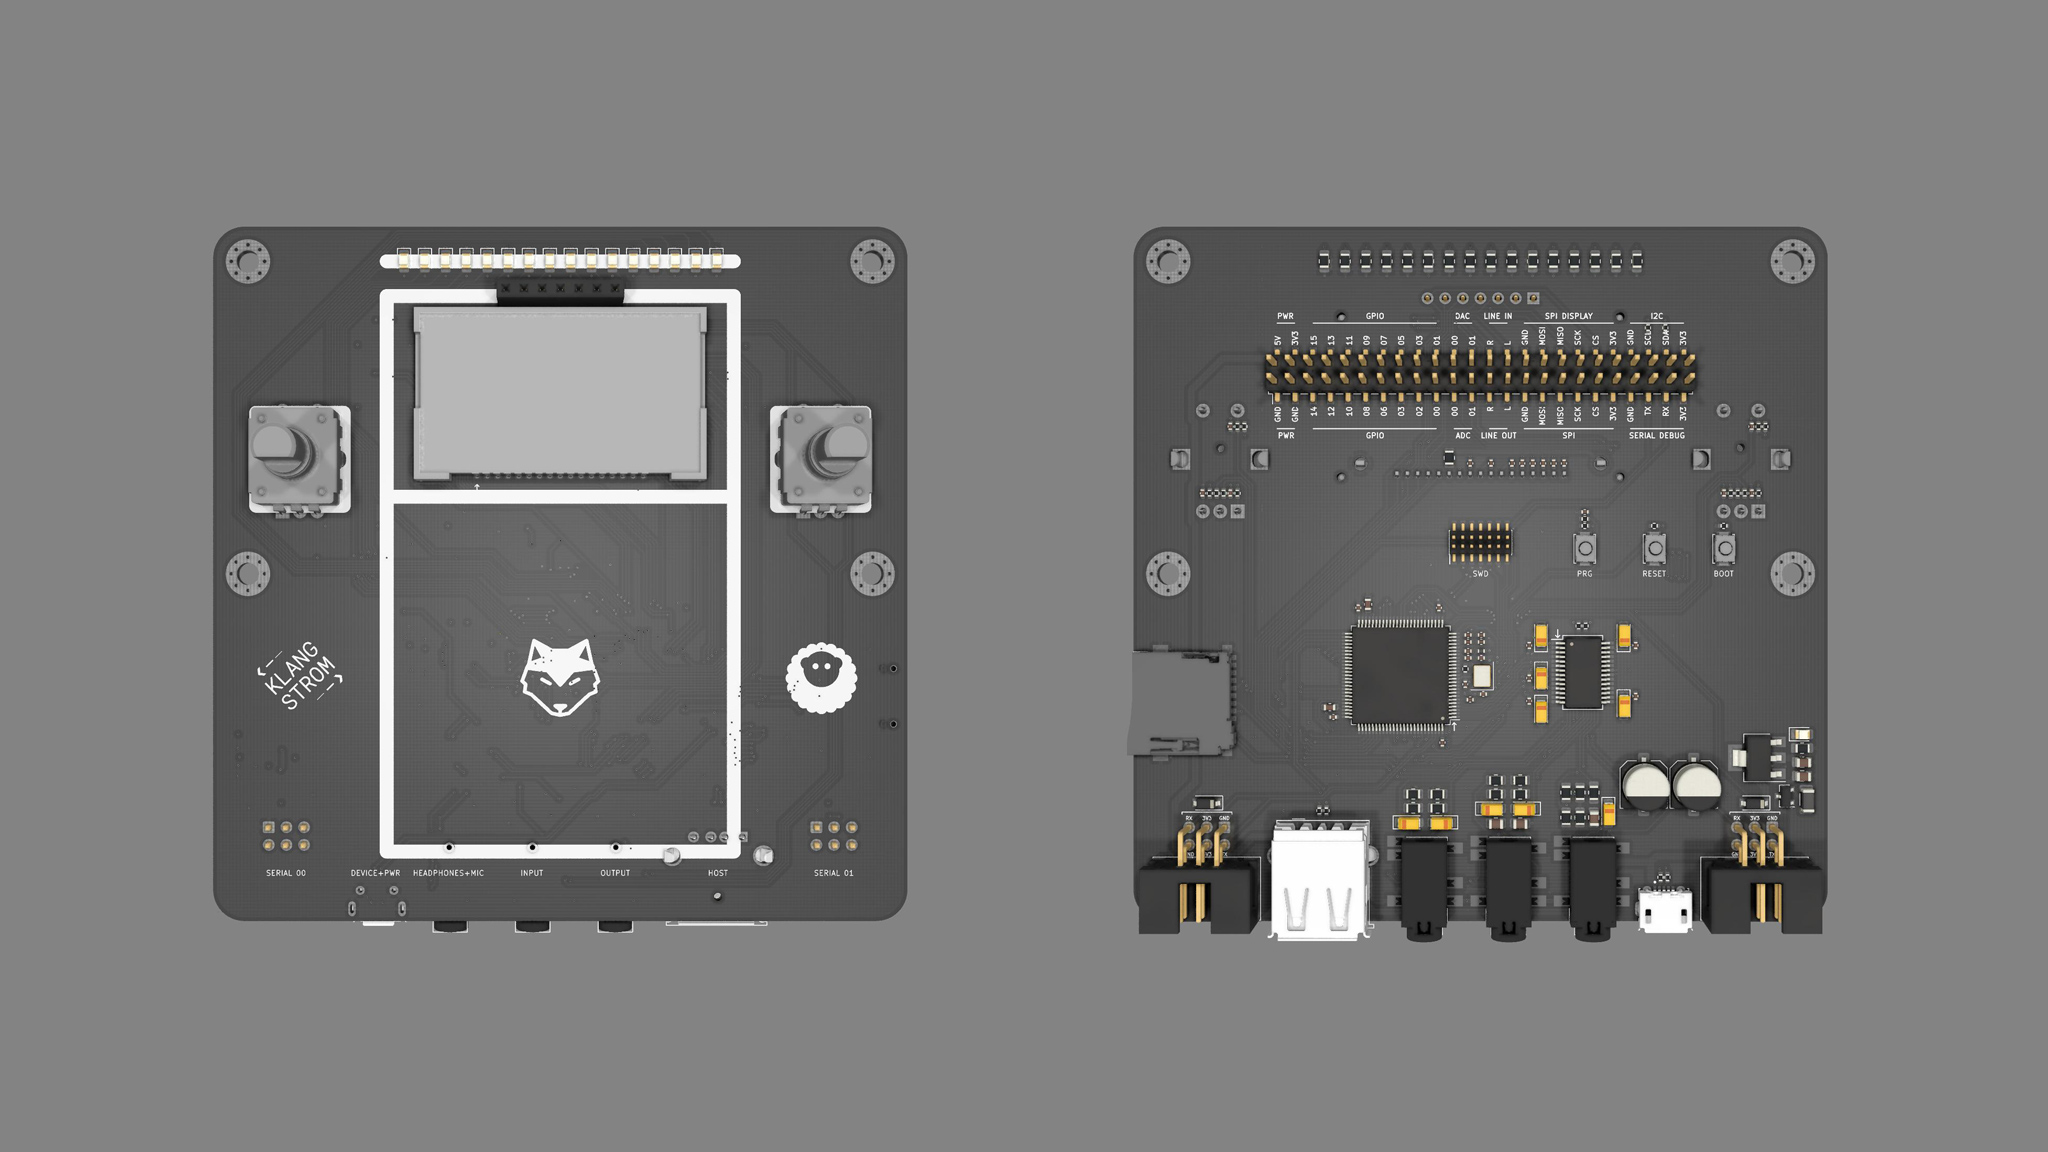 KLANG
STROM
SERIAL 00
DEVICE+PWR
HEADPHONES+MIC
INPUT
OUTPUT
HOST
SERIAL 01
PWR
GPIO
DAC
LINE IN
SPI DISPLAY
I2C
5V 3V3 15 13 11 09 07 05 03 01 00 01 R L GND MOSI MISO SCK CS 3V3 GND SCL SDA 3V3
GND GND 14 12 10 08 06 03 02 00 00 01 R L GND MOSI MISO SCK CS 3V3 GND TX RX 3V3
PWR
GPIO
ADC
LINE OUT
SPI
SERIAL DEBUG
SWD
PRG
RESET
BOOT
RX 3V3 GND
RX 3V3 GND